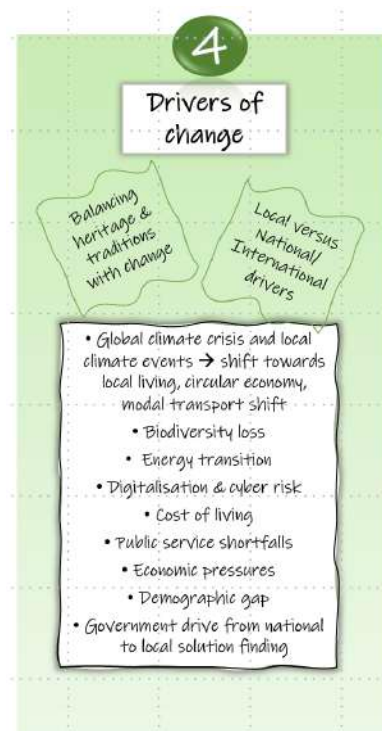 4
Drivers of
change
Balancing
heritage &
traditions
with change
Local versus
National/
International
drivers
• Global climate crisis and local
climate events → shift towards
local living, circular economy,
modal transport shift
• Biodiversity loss
• Energy transition
• Digitalisation & cyber risk
• Cost of living
• Public service shortfalls
• Economic pressures
• Demographic gap
• Government drive from national
to local solution finding